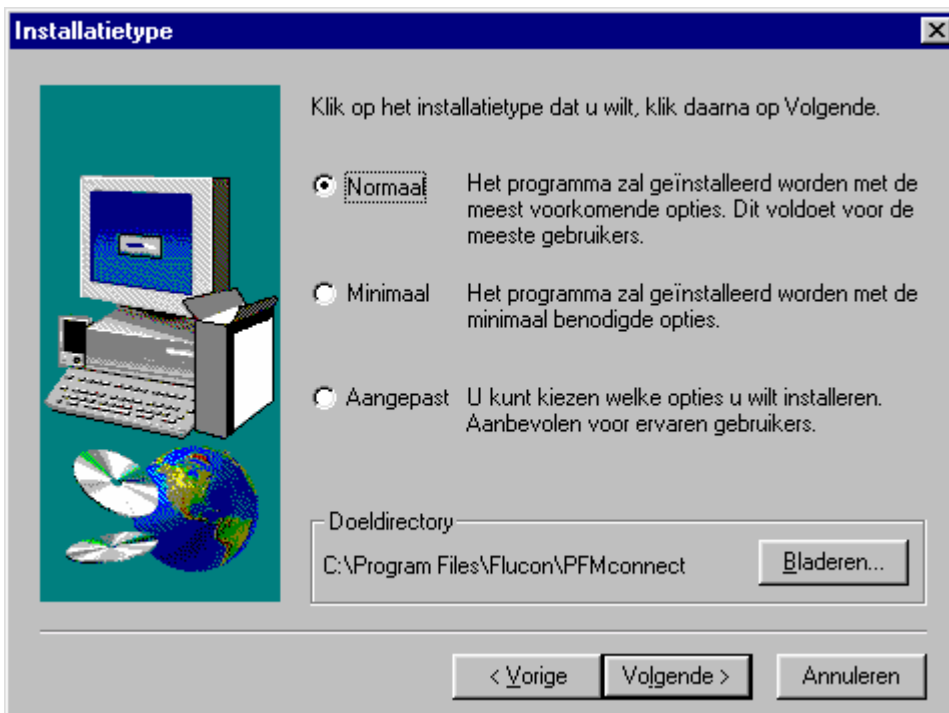 Installatietype
Klik op het installatietype dat u wilt, klik daarna op Volgende.
Normaal
Het programma zal geïnstalleerd worden met de
meest voorkomende opties. Dit voldoet voor de
meeste gebruikers.
Minimaal
Het programma zal geïnstalleerd worden met de
minimaal benodigde opties.
Aangepast
U kunt kiezen welke opties u wilt installeren.
Aanbevolen voor ervaren gebruikers.
Doeldirectory
C:\Program Files\Flucon\PFMconnect
Bladeren...
< Vorige
Volgende >
Annuleren